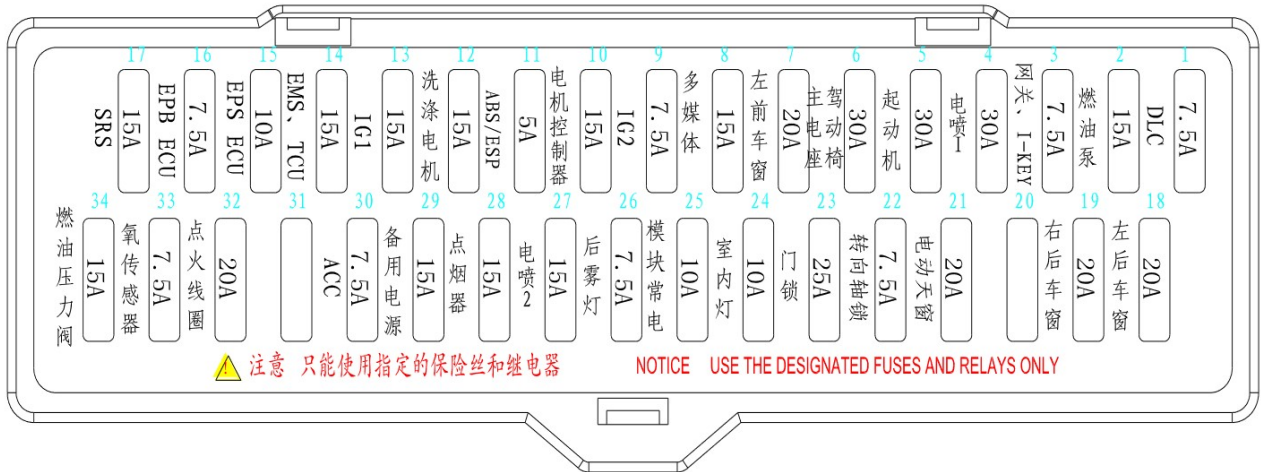 17 16 15 14 13 12 11 10 9 8 7 6 5 4 3 2 1
SRS
15A
EPB ECU
7.5A
EPS ECU
10A
EMS、TCU
15A
IG1
15A
洗涤电机
15A
ABS/ESP
5A
电机控制器
15A
IG2
7.5A
多媒体
15A
左前车窗
20A
主驾
电动
座椅
30A
起动机
30A
电喷1
30A
网关、I-KEY
7.5A
燃油泵
15A
DLC
7.5A
34 33 32 31 30 29 28 27 26 25 24 23 22 21 20 19 18
燃油压力阀
15A
氧传感器
7.5A
点火线圈
20A
ACC
7.5A
备用电源
15A
点烟器
15A
电喷2
15A
后雾灯
7.5A
模块常电
10A
室内灯
10A
门锁
25A
转向轴锁
7.5A
电动天窗
20A
右后车窗
20A
左后车窗
20A
注意 只能使用指定的保险丝和继电器 NOTICE USE THE DESIGNATED FUSES AND RELAYS ONLY